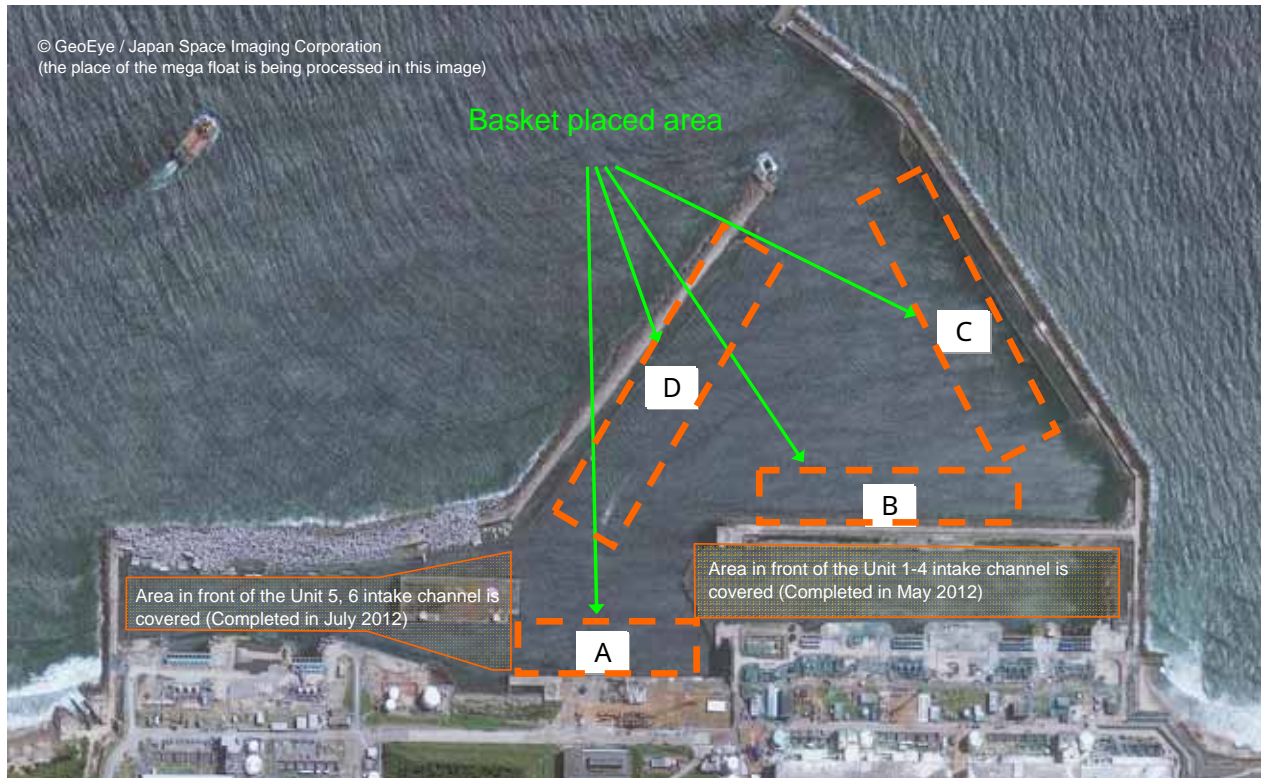 © GeoEye / Japan Space Imaging Corporation
(the place of the mega float is being processed in this image)
Basket placed area
C
D
B
Area in front of the Unit 5, 6 intake channel is
covered (Completed in July 2012)
Area in front of the Unit 1-4 intake channel is
covered (Completed in May 2012)
A